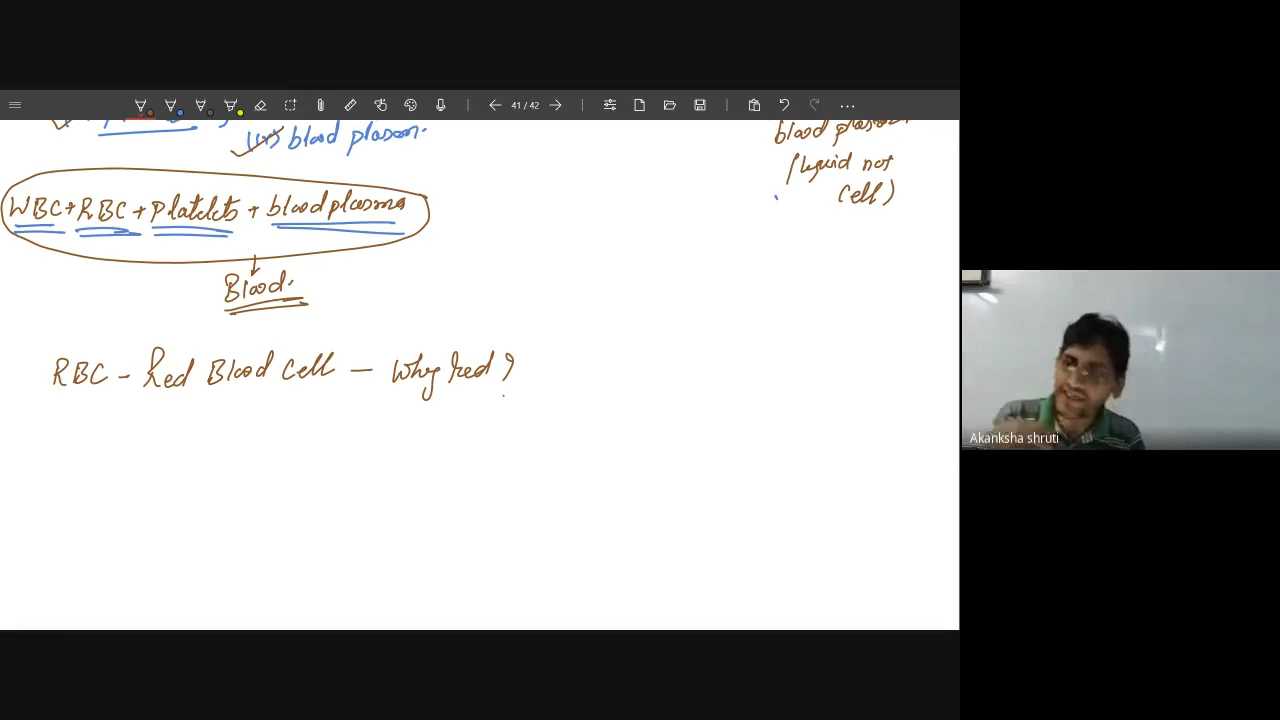 41 / 42
blood plasm.
WBC + RBC + Platelets + blood plasma
Blood.
blood plasma
(liquid not
cell)
RBC - Red Blood Cell - Why Red ?
Akanksha shruti